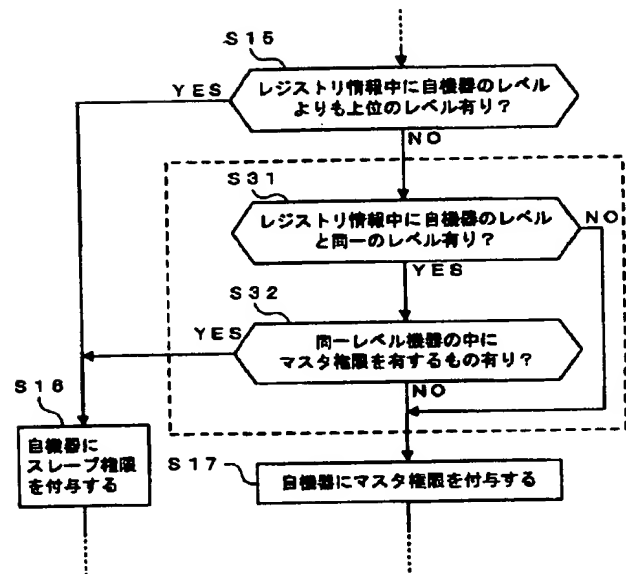 S15
レジストリ情報中に自機器のレベル
よりも上位のレベル有り?
YES
NO
S31
レジストリ情報中に自機器のレベル
と同一のレベル有り?
NO
YES
S32
同一レベル機器の中に
マスタ権限を有するもの有り?
YES
NO
S16
自機器に
スレーブ権限
を付与する
S17
自機器にマスタ権限を付与する